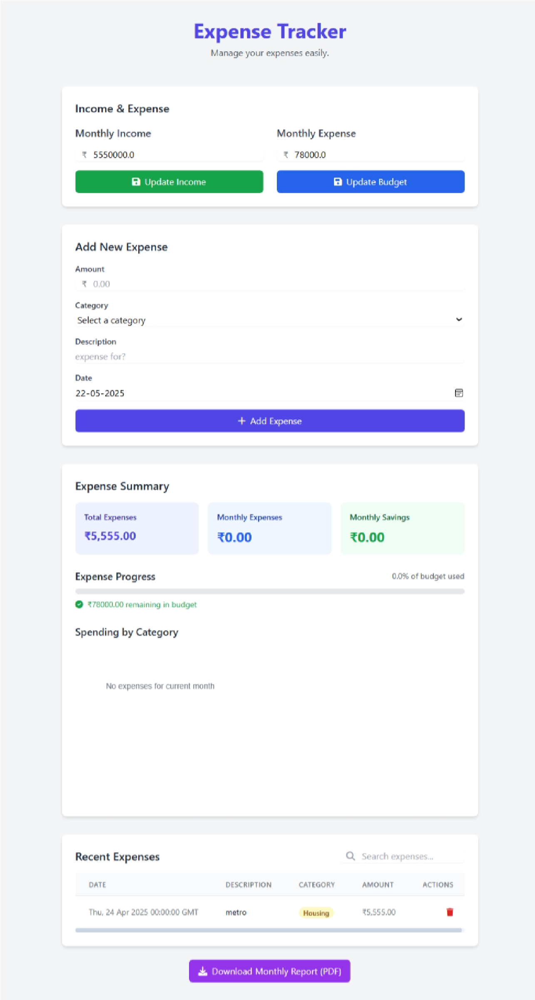 Expense Tracker
Manage your expenses easily.
Income & Expense
Monthly Income
Monthly Expense
₹ 5550000.0
₹ 78000.0
Update Income
Update Budget
Add New Expense
Amount
₹ 0.00
Category
Select a category
Description
expense for?
Date
22-05-2025
+ Add Expense
Expense Summary
Total Expenses
₹5,555.00
Monthly Expenses
₹0.00
Monthly Savings
₹0.00
Expense Progress
0.0% of budget used
₹78000.00 remaining in budget
Spending by Category
No expenses for current month
Recent Expenses
Search expenses...
DATE DESCRIPTION CATEGORY AMOUNT ACTIONS
Thu, 24 Apr 2025 00:00:00 GMT metro Housing ₹5,555.00
Download Monthly Report (PDF)